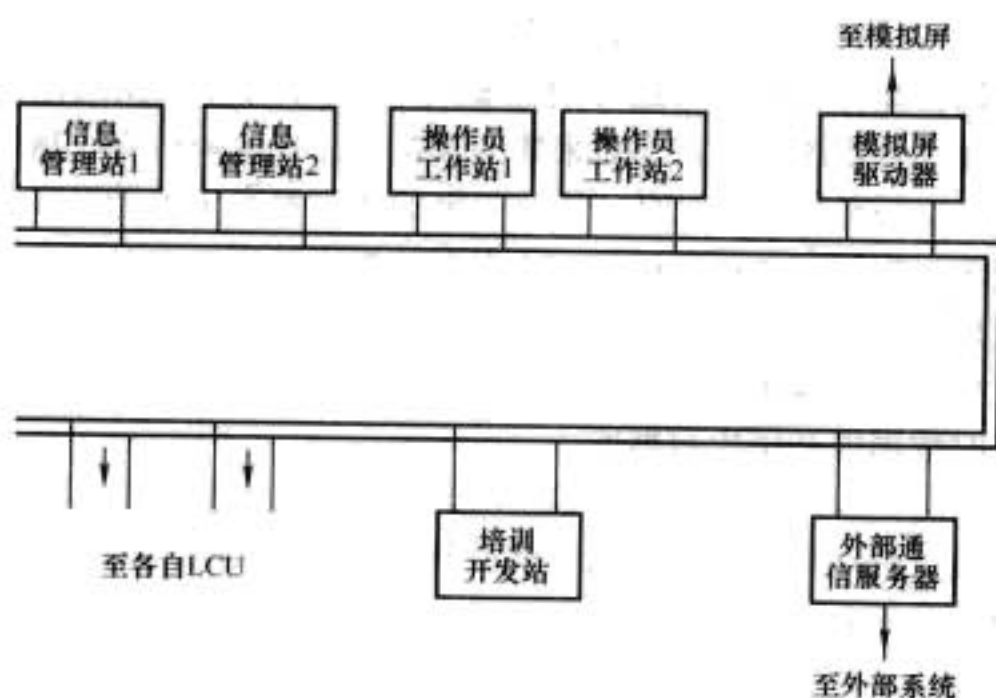 至模拟屏
信息
管理站1
信息
管理站2
操作员
工作站1
操作员
工作站2
模拟屏
驱动器
至各自LCU
培训
开发站
外部通
信服务器
至外部系统